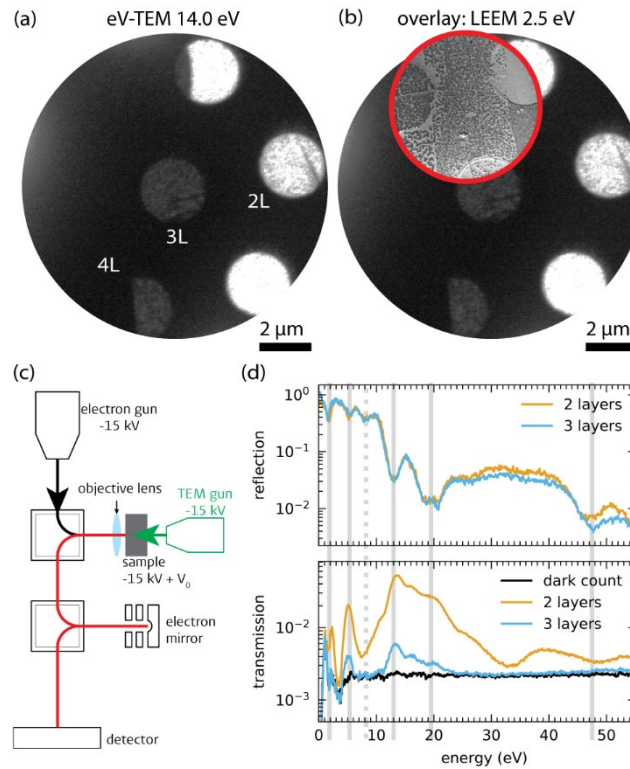 (a)
eV-TEM 14.0 eV
2L
3L
4L
2 μm
(b)
overlay: LEEM 2.5 eV
2 μm
(c)
electron gun
-15 kV
objective lens
TEM gun
-15 kV
sample
-15 kV + V₀
electron
mirror
detector
(d)
10⁰
10⁻¹
10⁻²
reflection
2 layers
3 layers
10⁻²
10⁻³
transmission
dark count
2 layers
3 layers
0 10 20 30 40 50
energy (eV)